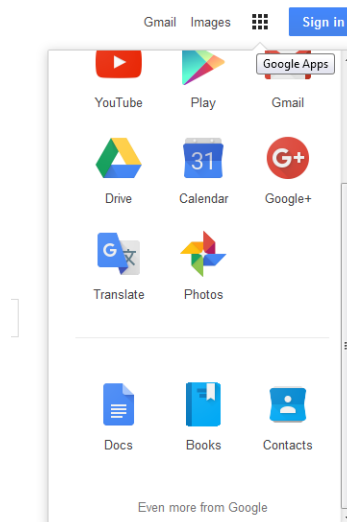 Gmail Images Sign in
Google Apps
YouTube Play Gmail
31
G+
Drive Calendar Google+
G 文
Translate Photos
Docs Books Contacts
Even more from Google